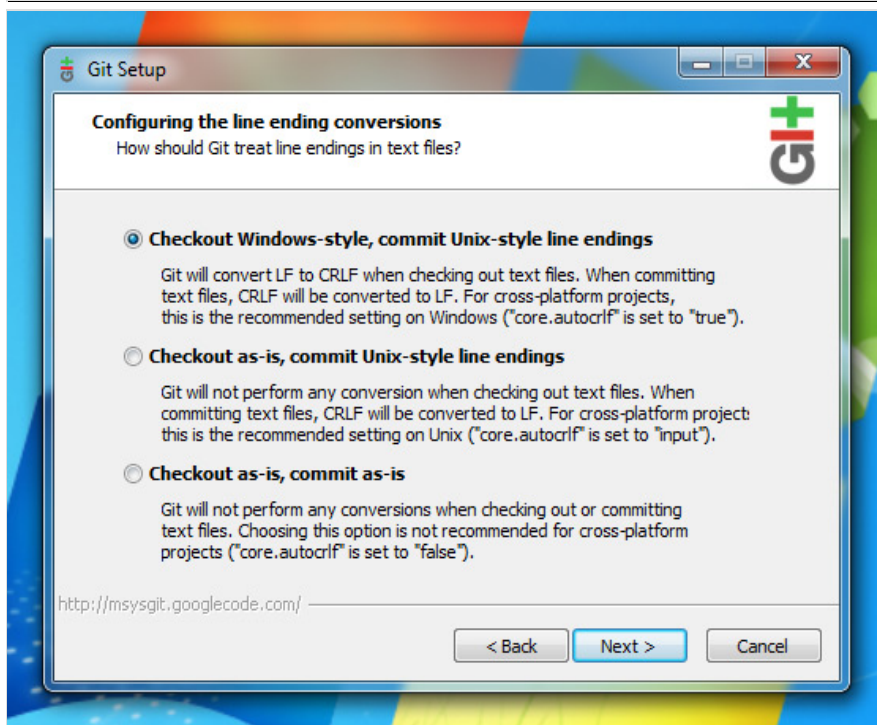 Git Setup
Configuring the line ending conversions
How should Git treat line endings in text files?
Git
Checkout Windows-style, commit Unix-style line endings
Git will convert LF to CRLF when checking out text files. When committing
text files, CRLF will be converted to LF. For cross-platform projects,
this is the recommended setting on Windows ("core.autocrlf" is set to "true").
Checkout as-is, commit Unix-style line endings
Git will not perform any conversion when checking out text files. When
committing text files, CRLF will be converted to LF. For cross-platform project
this is the recommended setting on Unix ("core.autocrlf" is set to "input").
Checkout as-is, commit as-is
Git will not perform any conversions when checking out or committing
text files. Choosing this option is not recommended for cross-platform
projects ("core.autocrlf" is set to "false").
http://msysgit.googlecode.com/
< Back Next > Cancel